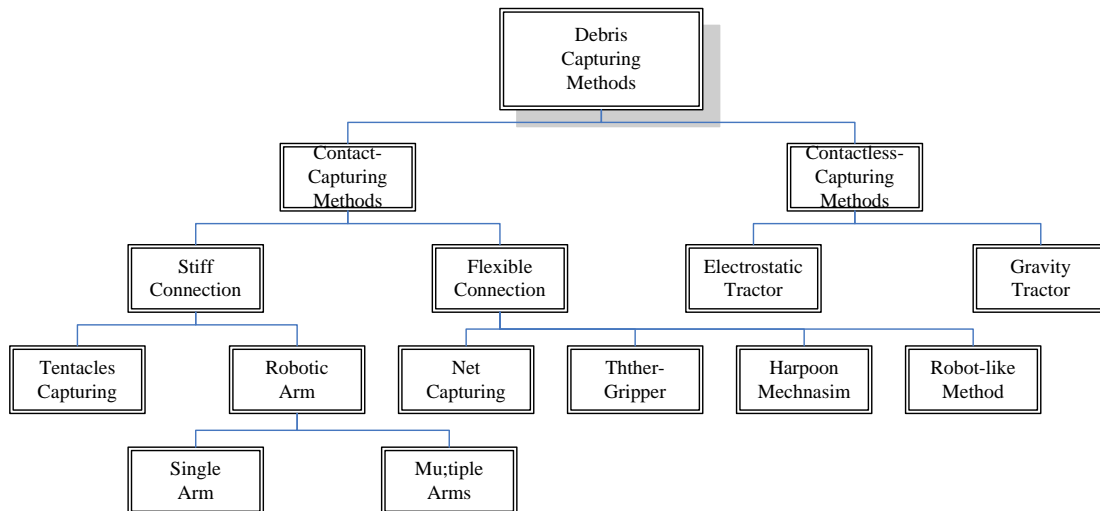 Debris
Capturing
Methods
Contact-
Capturing
Methods
Contactless-
Capturing
Methods
Stiff
Connection
Flexible
Connection
Electrostatic
Tractor
Gravity
Tractor
Tentacles
Capturing
Robotic
Arm
Net
Capturing
Thther-
Gripper
Harpoon
Mechnasim
Robot-like
Method
Single
Arm
Mu;tiple
Arms